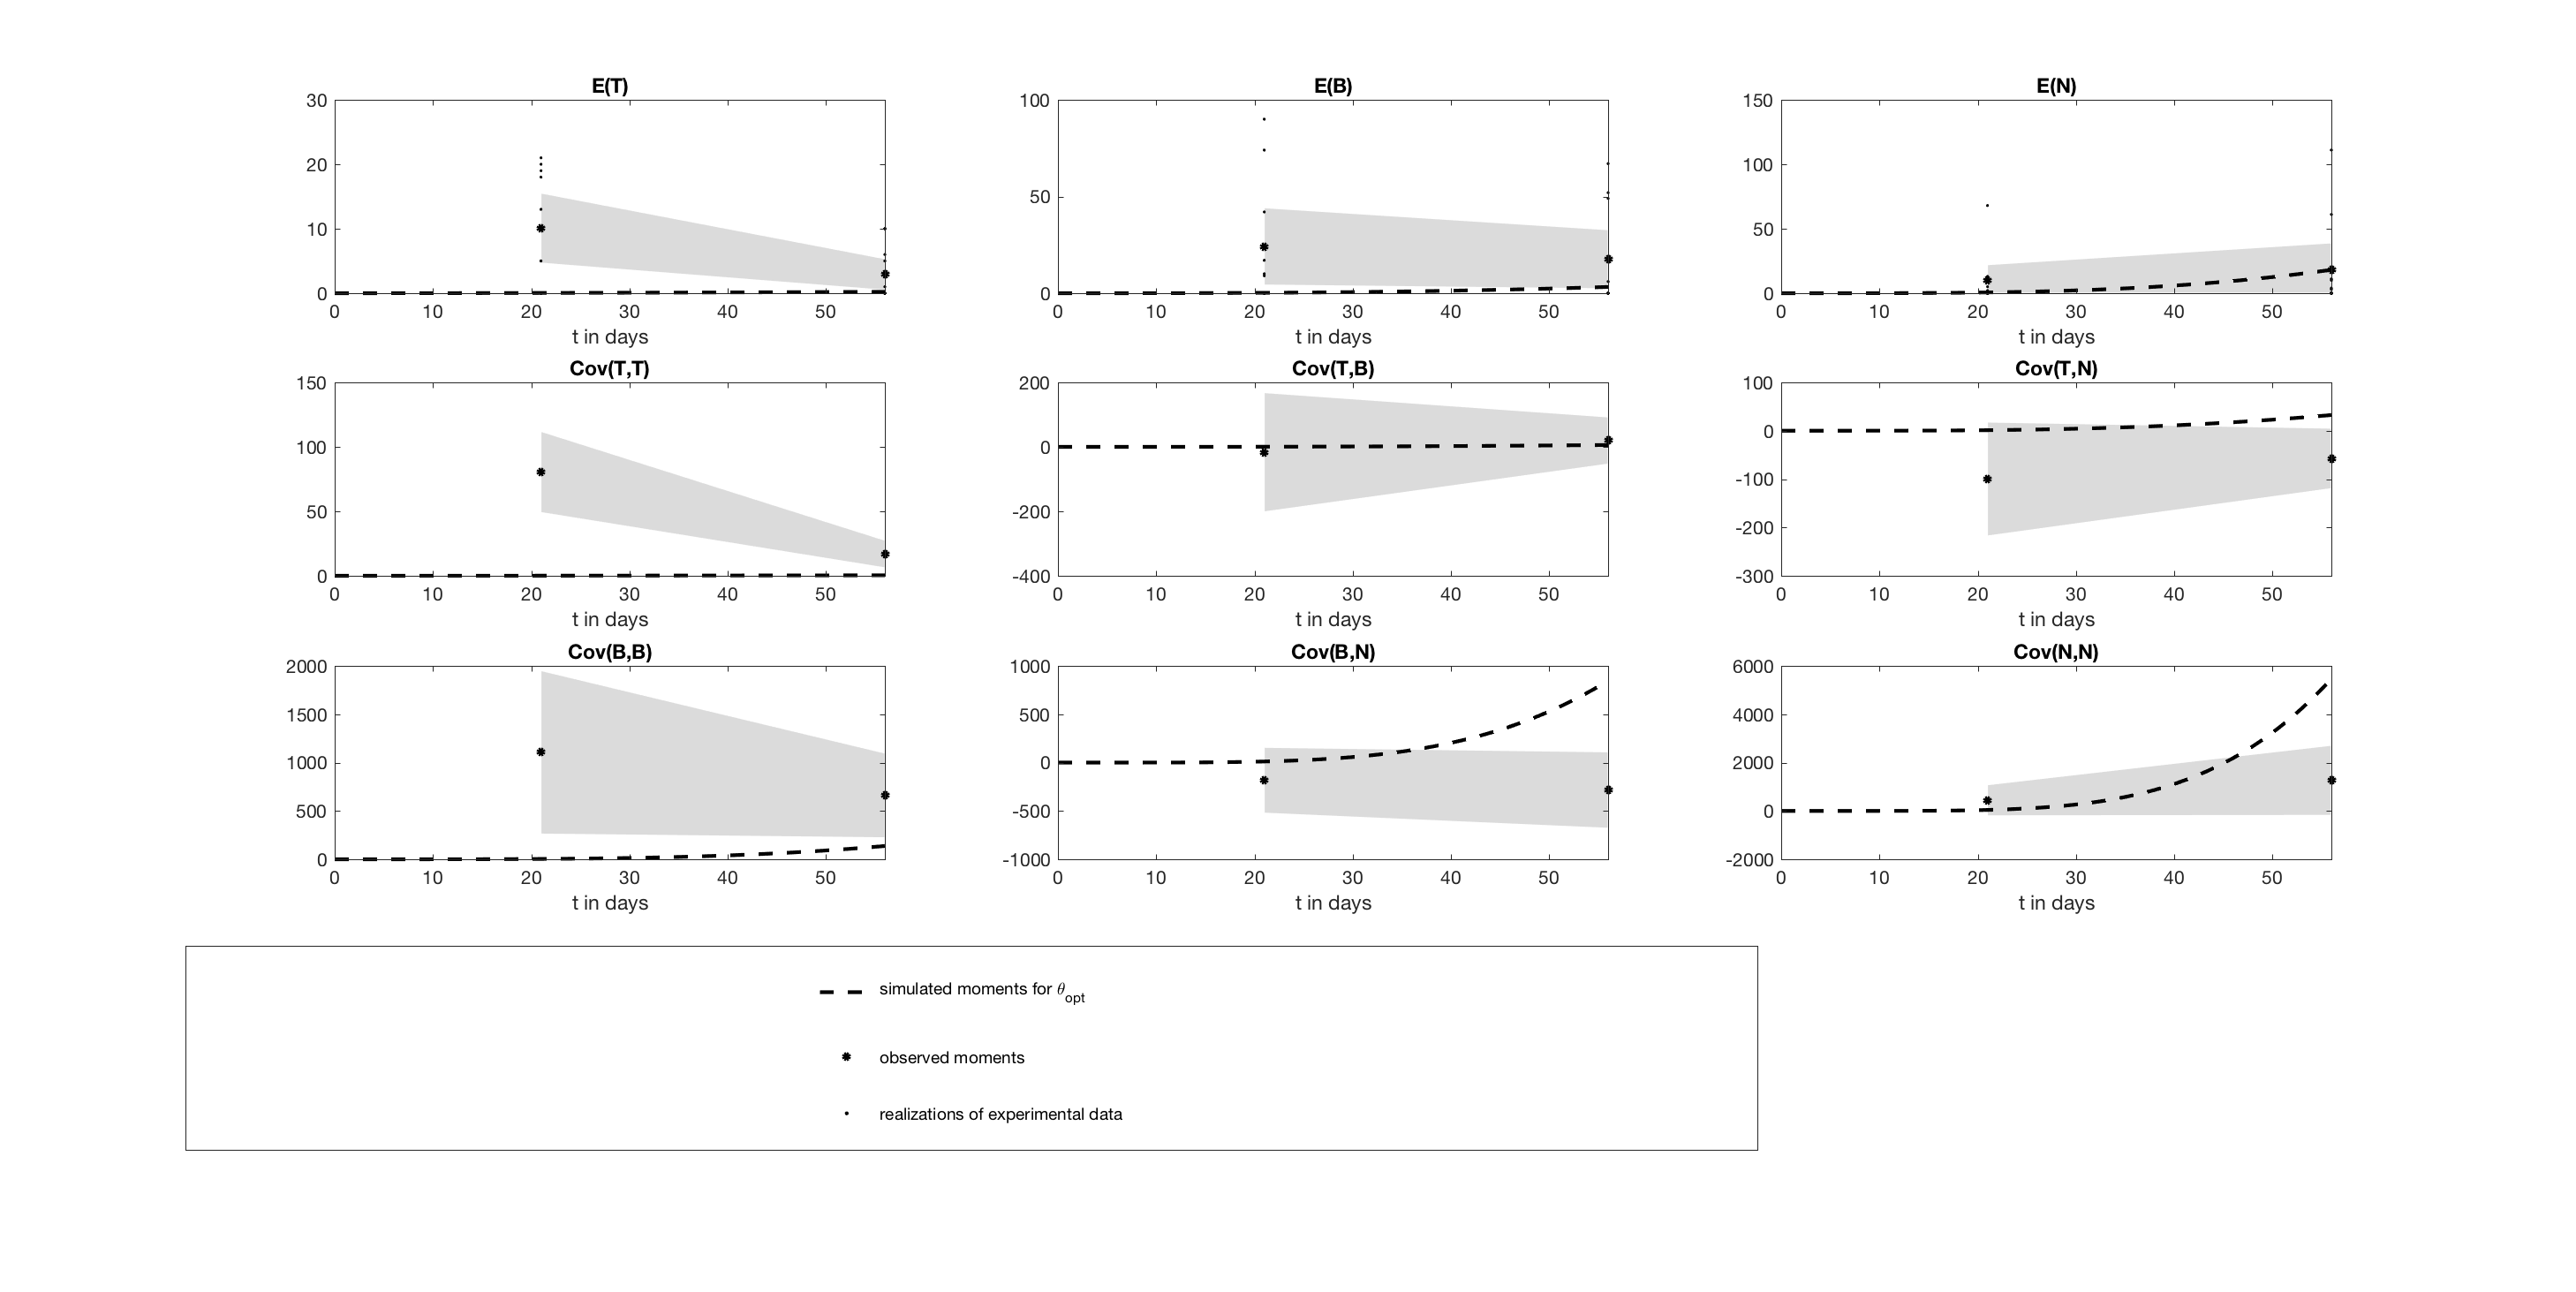 E(T)
30
20
10
0
0 10 20 30 40 50
t in days
E(B)
100
50
0
0 10 20 30 40 50
t in days
E(N)
150
100
50
0
0 10 20 30 40 50
t in days
Cov(T,T)
150
100
50
0
0 10 20 30 40 50
t in days
Cov(T,B)
200
0
-200
-400
0 10 20 30 40 50
t in days
Cov(T,N)
100
0
-100
-200
-300
0 10 20 30 40 50
t in days
Cov(B,B)
2000
1500
1000
500
0
0 10 20 30 40 50
t in days
Cov(B,N)
1000
500
0
-500
-1000
0 10 20 30 40 50
t in days
Cov(N,N)
6000
4000
2000
0
-2000
0 10 20 30 40 50
t in days
simulated moments for θopt
observed moments
realizations of experimental data